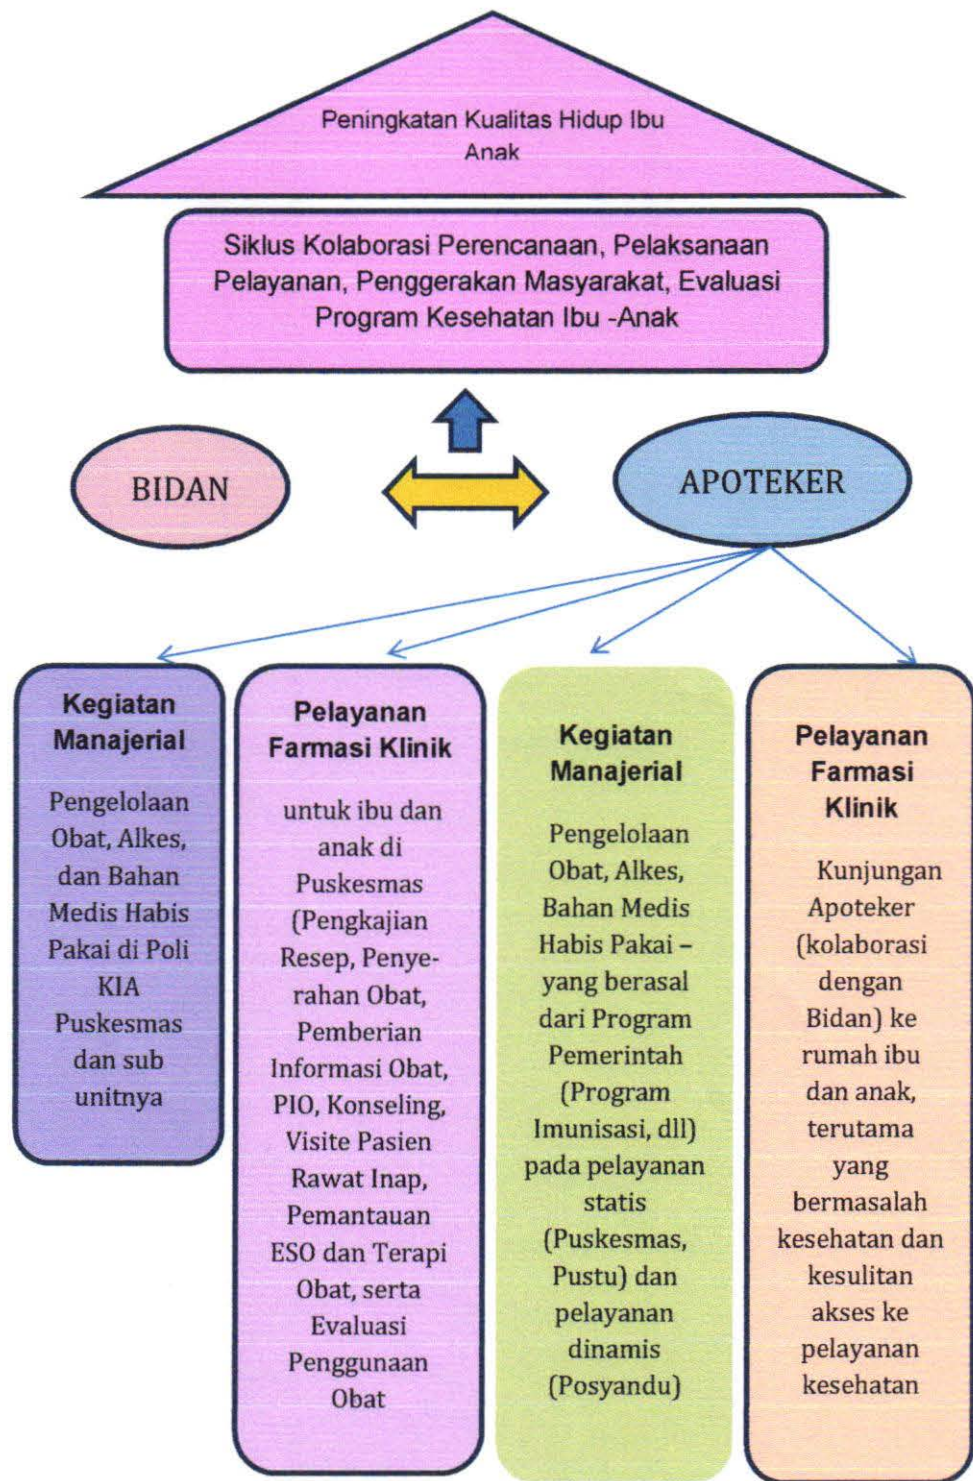 Peningkatan Kualitas Hidup Ibu
Anak
Siklus Kolaborasi Perencanaan, Pelaksanaan
Pelayanan, Penggerakan Masyarakat, Evaluasi
Program Kesehatan Ibu -Anak
BIDAN
APOTEKER
Kegiatan
Manajerial
Pengelolaan
Obat, Alkes,
dan Bahan
Medis Habis
Pakai di Poli
KIA
Puskesmas
dan sub
unitnya
Pelayanan
Farmasi Klinik
untuk ibu dan
anak di
Puskesmas
(Pengkajian
Resep, Penye-
rahan Obat,
Pemberian
Informasi Obat,
PIO, Konseling,
Visite Pasien
Rawat Inap,
Pemantauan
ESO dan Terapi
Obat, serta
Evaluasi
Penggunaan
Obat
Kegiatan
Manajerial
Pengelolaan
Obat, Alkes,
Bahan Medis
Habis Pakai –
yang berasal
dari Program
Pemerintah
(Program
Imunisasi, dll)
pada pelayanan
statis
(Puskesmas,
Pustu) dan
pelayanan
dinamis
(Posyandu)
Pelayanan
Farmasi
Klinik
Kunjungan
Apoteker
(kolaborasi
dengan
Bidan) ke
rumah ibu
dan anak,
terutama
yang
bermasalah
kesehatan dan
kesulitan
akses ke
pelayanan
kesehatan